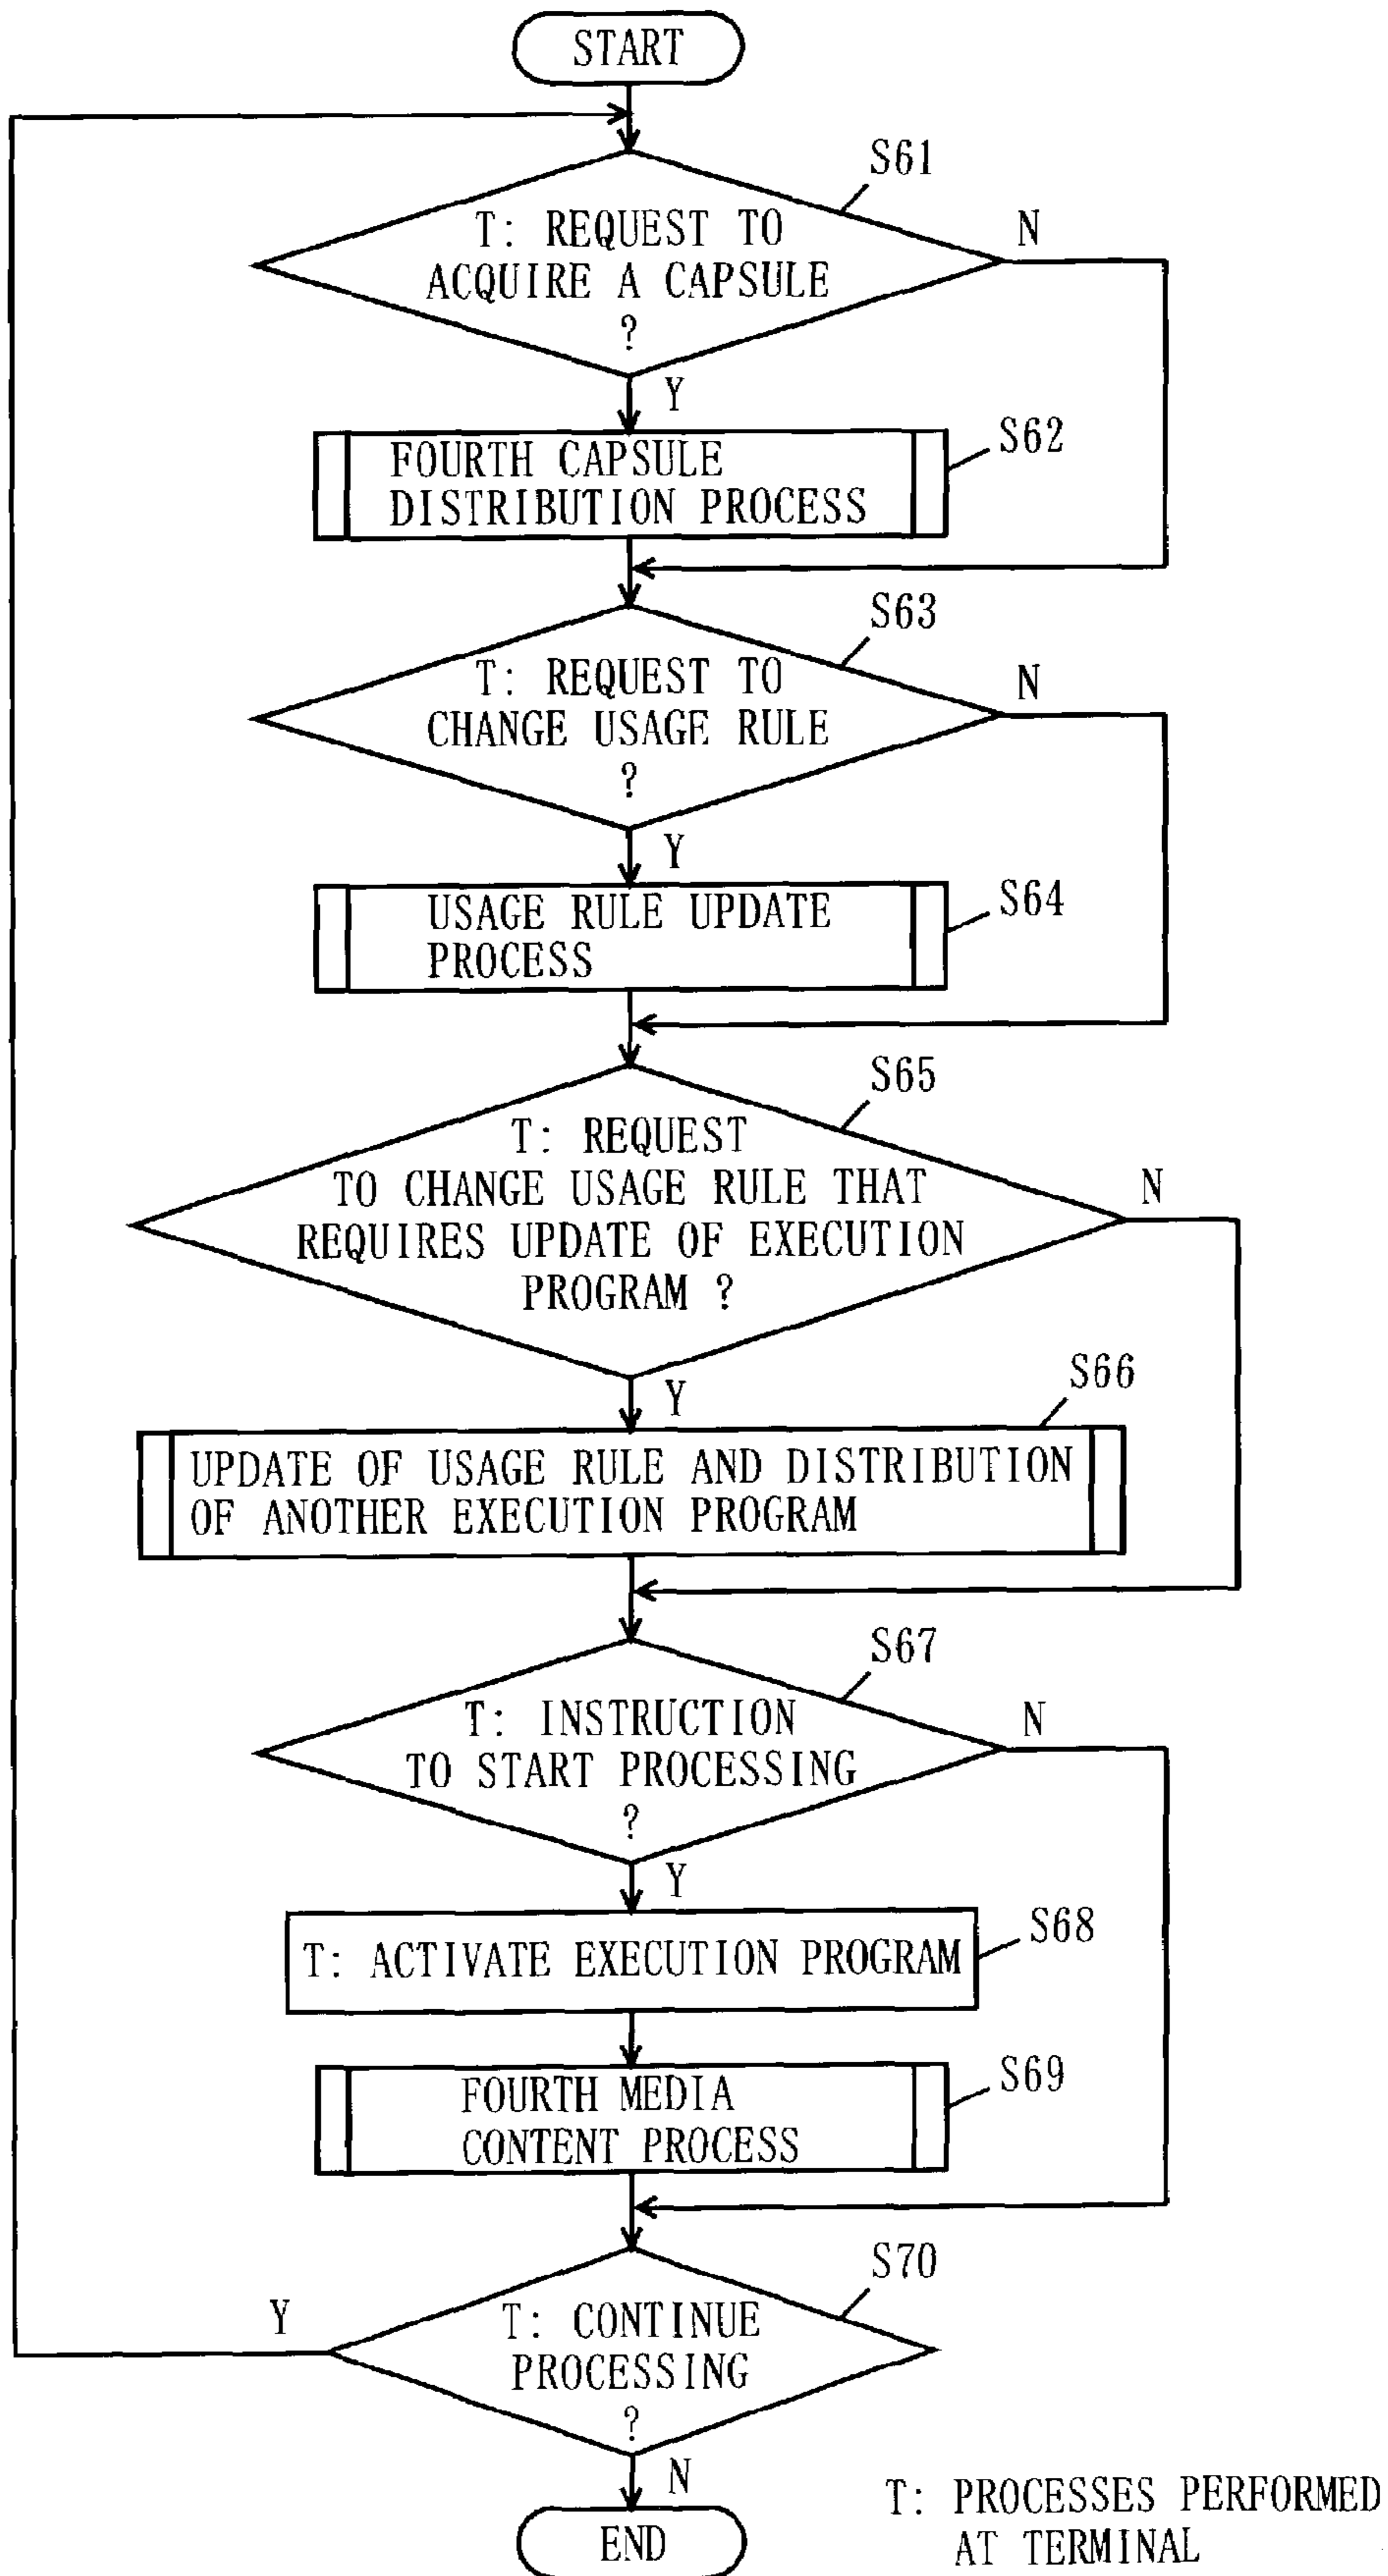 START
S61
T: REQUEST TO
ACQUIRE A CAPSULE
?
N
Y
S62
FOURTH CAPSULE
DISTRIBUTION PROCESS
S63
T: REQUEST TO
CHANGE USAGE RULE
?
N
Y
S64
USAGE RULE UPDATE
PROCESS
S65
T: REQUEST
TO CHANGE USAGE RULE THAT
REQUIRES UPDATE OF EXECUTION
PROGRAM ?
N
Y
S66
UPDATE OF USAGE RULE AND DISTRIBUTION
OF ANOTHER EXECUTION PROGRAM
S67
T: INSTRUCTION
TO START PROCESSING
?
N
Y
S68
T: ACTIVATE EXECUTION PROGRAM
S69
FOURTH MEDIA
CONTENT PROCESS
S70
T: CONTINUE
PROCESSING
?
Y
N
END
T: PROCESSES PERFORMED
AT TERMINAL